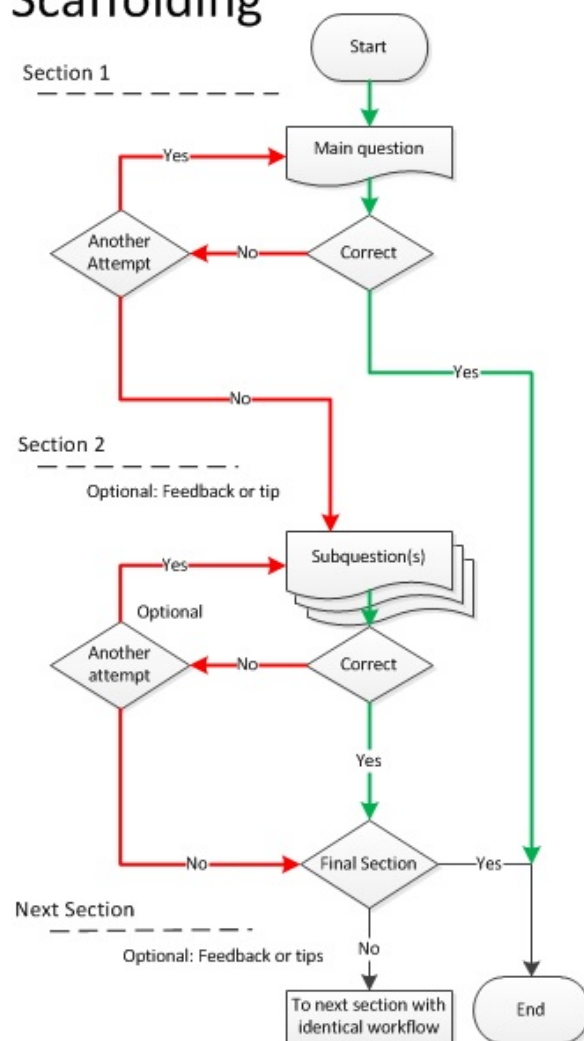 Scaffolding
Start
Section 1
Main question
Yes
Another
Attempt
No
Correct
Yes
No
Section 2
Optional: Feedback or tip
Subquestion(s)
Yes
Optional
Another
attempt
No
Correct
Yes
No
Final Section
Yes
Next Section
Optional: Feedback or tips
No
To next section with
identical workflow
End